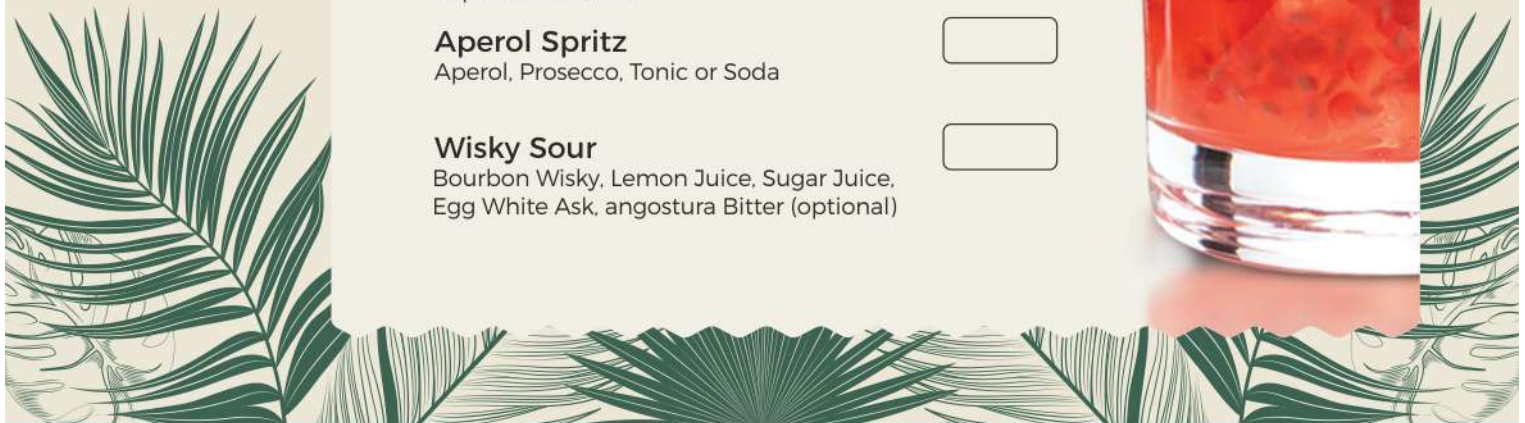 Aperol Spritz
Aperol, Prosecco, Tonic or Soda
Wisky Sour
Bourbon Wisky, Lemon Juice, Sugar Juice,
Egg White Ask, angostura Bitter (optional)